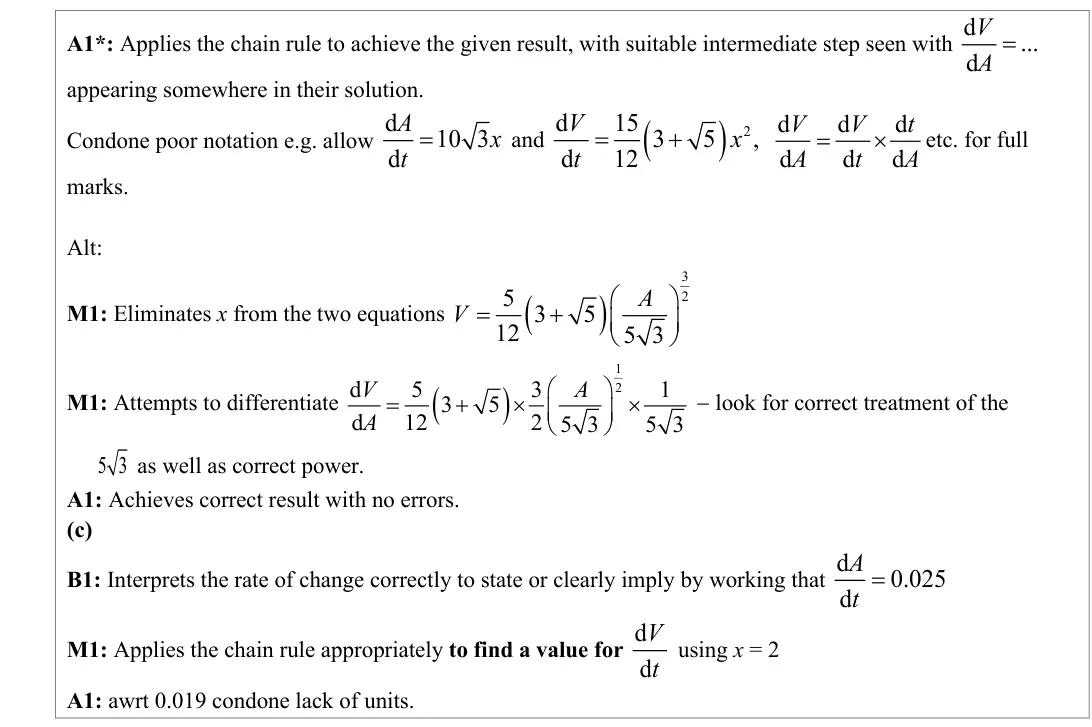 A1*: Applies the chain rule to achieve the given result, with suitable intermediate step seen with dV/dA = ...
appearing somewhere in their solution.
Condone poor notation e.g. allow dA/dt = 10√3x and dV/dt = 15/12(3+√5)x², dV/dA = dV/dt × dt/dA etc. for full
marks.
Alt:
M1: Eliminates x from the two equations V = 5/12(3+√5)(A/5√3)^(3/2)
M1: Attempts to differentiate dV/dA = 5/12(3+√5)×3/2(A/5√3)^(1/2) × 1/5√3 – look for correct treatment of the
5√3 as well as correct power.
A1: Achieves correct result with no errors.
(c)
B1: Interprets the rate of change correctly to state or clearly imply by working that dA/dt = 0.025
M1: Applies the chain rule appropriately to find a value for dV/dt using x = 2
A1: awrt 0.019 condone lack of units.